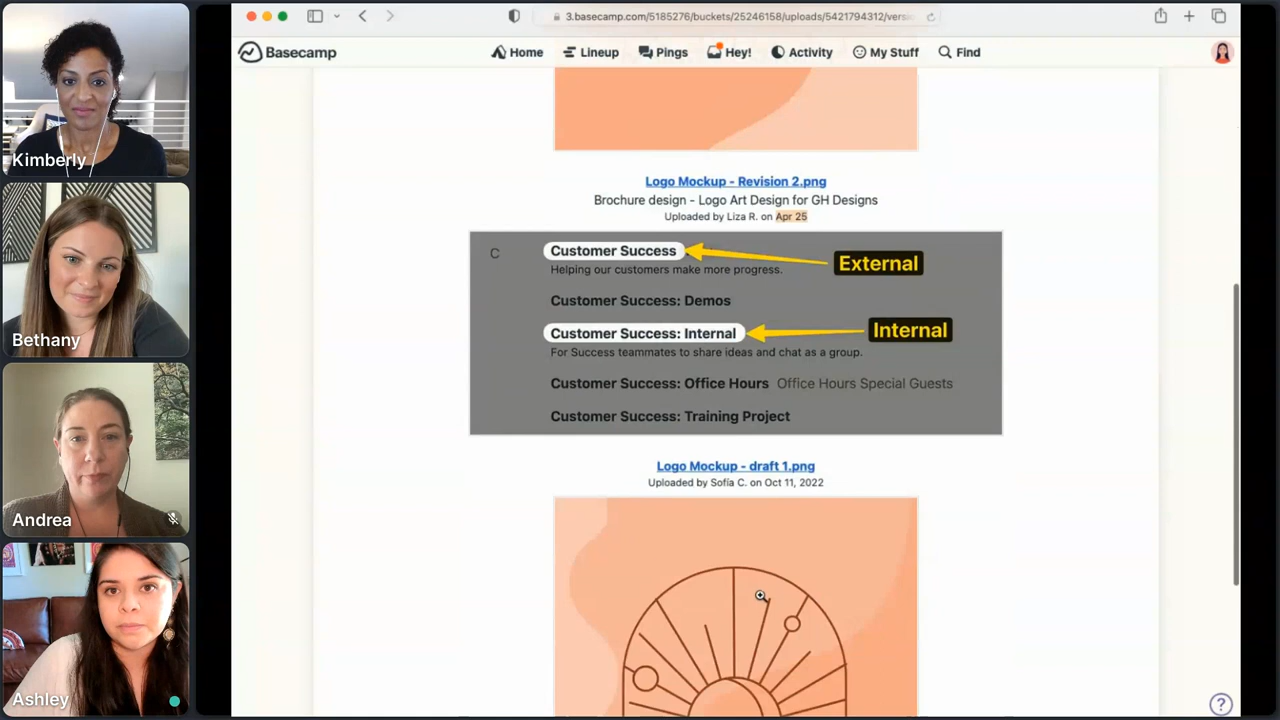 Kimberly
Bethany
Andrea
Ashley
3.basecamp.com/5185276/buckets/25246158/uploads/5421794312/versi
Basecamp
Home Lineup Pings Hey! Activity My Stuff Find
Logo Mockup - Revision 2.png
Brochure design - Logo Art Design for GH Designs
Uploaded by Liza R. on Apr 25
C
Customer Success
External
Helping our customers make more progress.
Customer Success: Demos
Customer Success: Internal
Internal
For Success teammates to share ideas and chat as a group.
Customer Success: Office Hours Office Hours Special Guests
Customer Success: Training Project
Logo Mockup - draft 1.png
Uploaded by Sofía C. on Oct 11, 2022
?